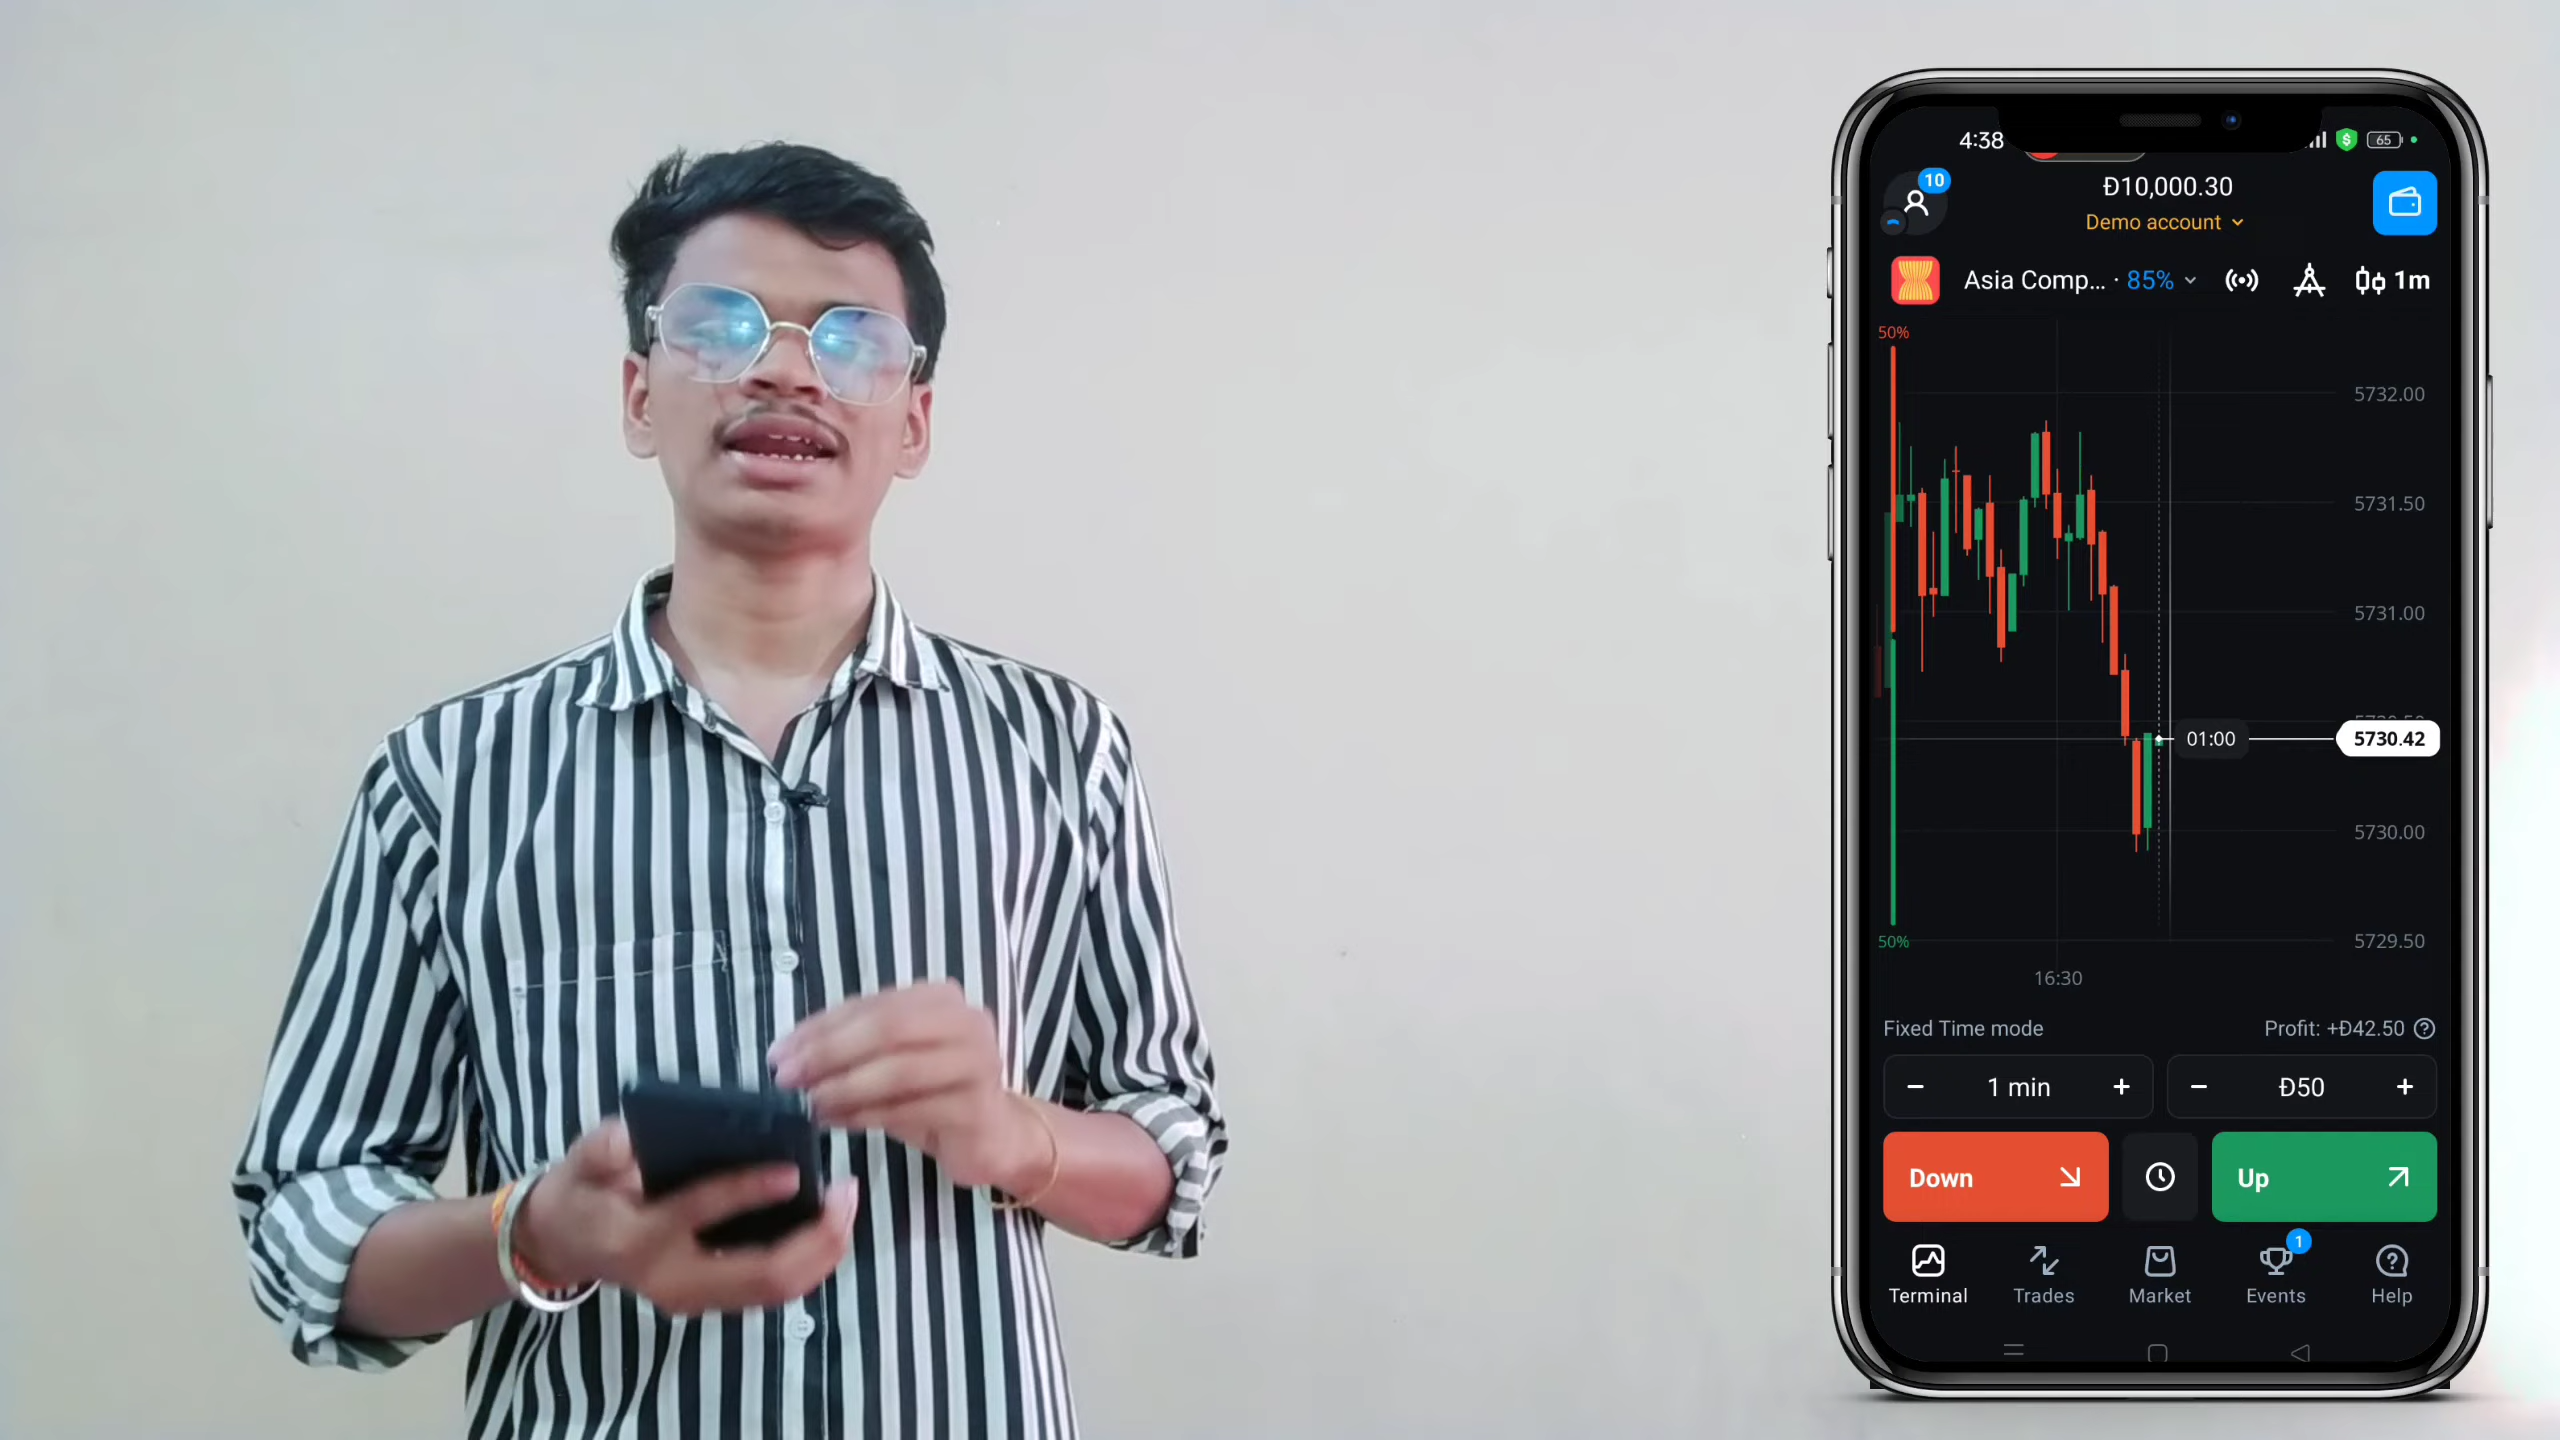 4:38
65
10
Đ10,000.30
Demo account
Asia Comp... · 85%
1m
50%
5732.00
5731.50
5731.00
01:00
5730.42
5730.00
50%
5729.50
16:30
Fixed Time mode
Profit: +Đ42.50
− 1 min +
− Đ50 +
Down
Up
1
Terminal
Trades
Market
Events
Help